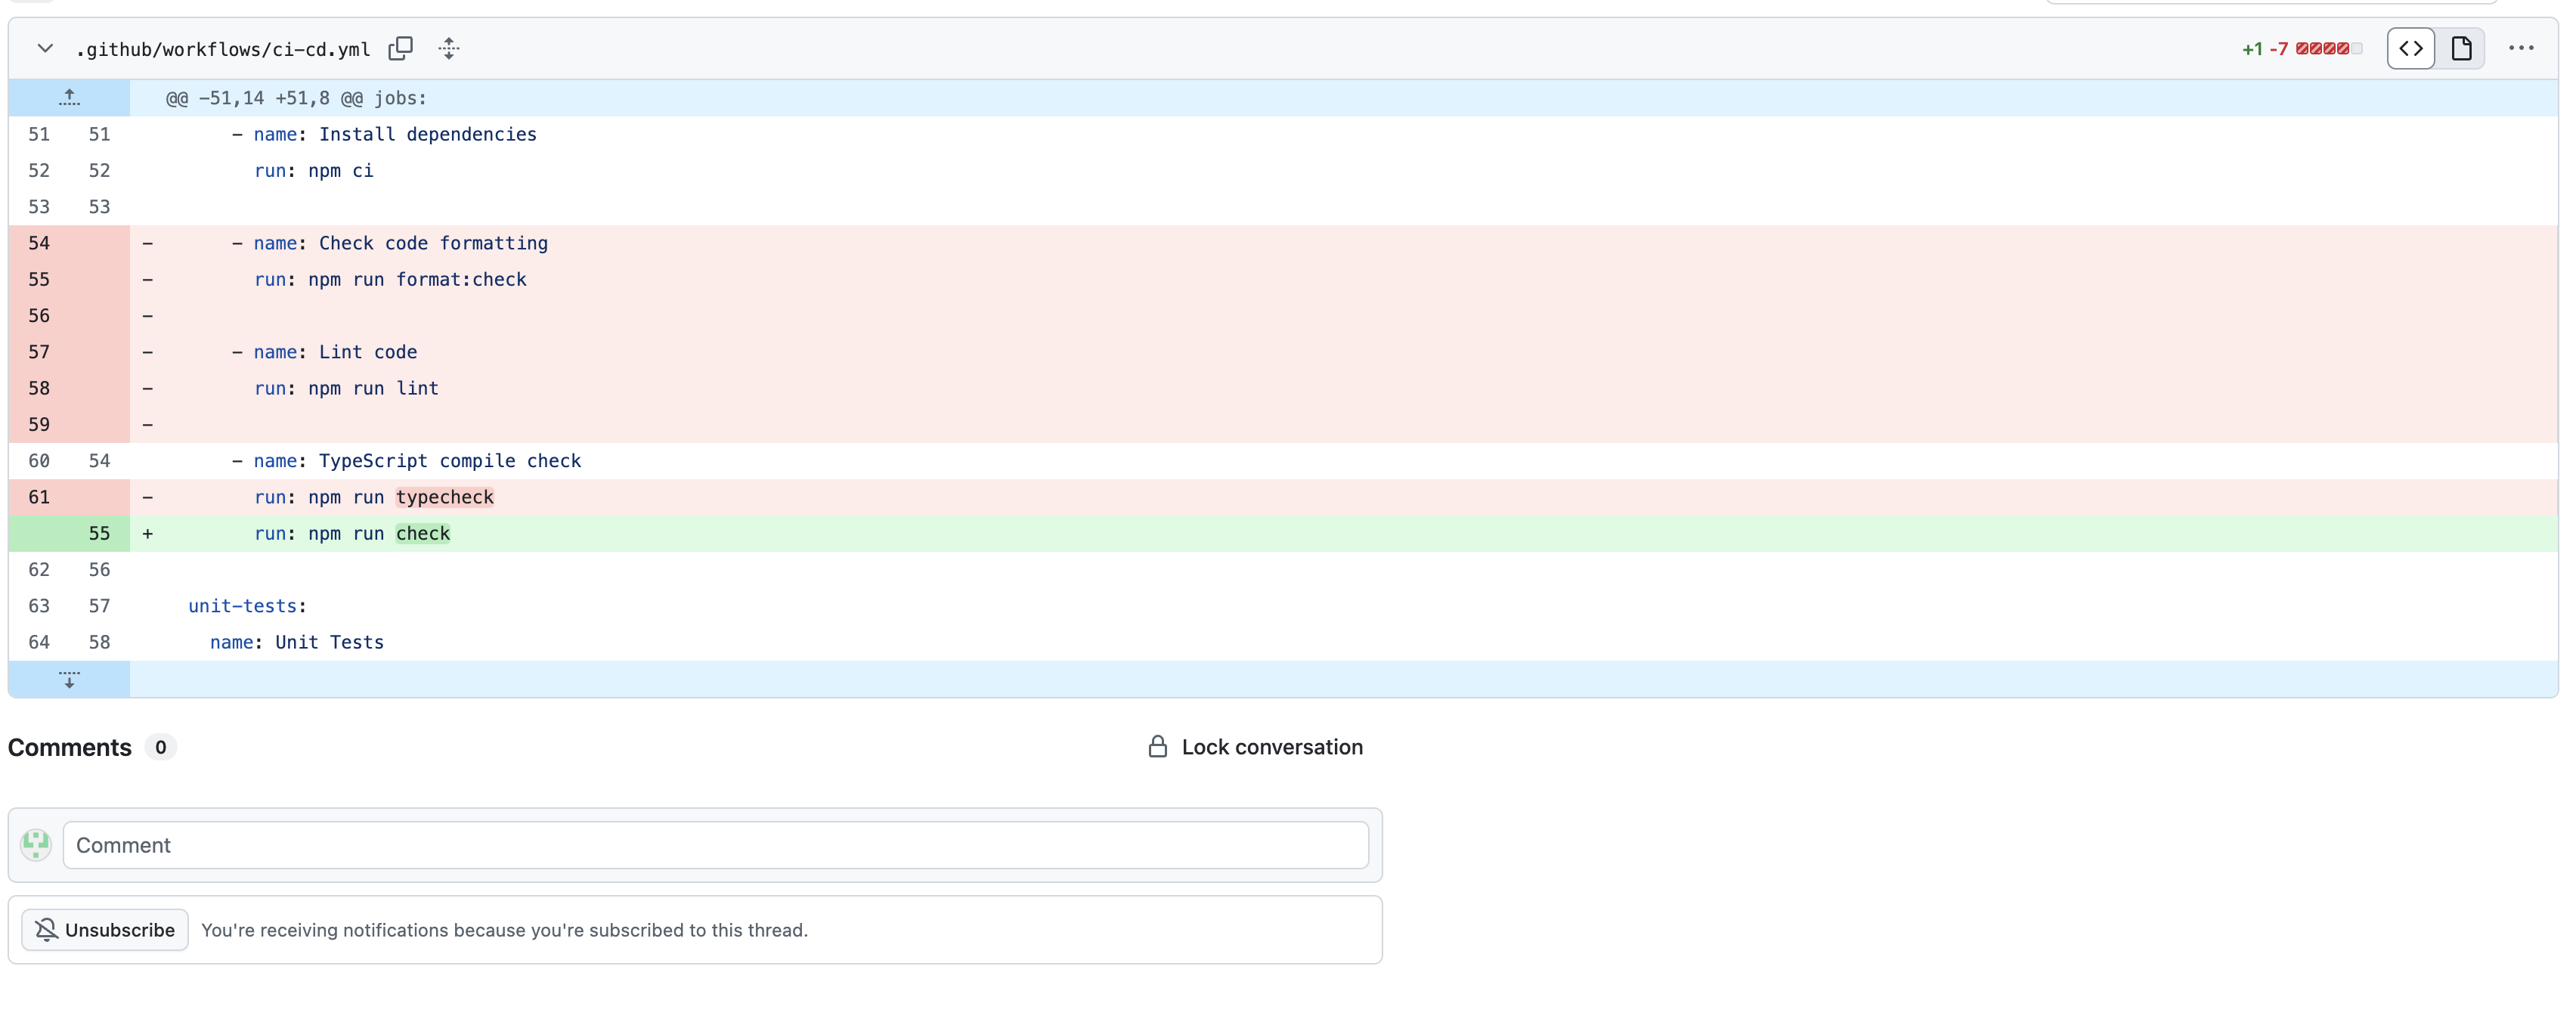 .github/workflows/ci-cd.yml
+1 -7
@@ -51,14 +51,8 @@ jobs:
51 51       - name: Install dependencies
52 52         run: npm ci
53 53
54    -       - name: Check code formatting
55    -         run: npm run format:check
56    -
57    -       - name: Lint code
58    -         run: npm run lint
59    -
60 54       - name: TypeScript compile check
61    -         run: npm run typecheck
   55 +         run: npm run check
62 56
63 57   unit-tests:
64 58     name: Unit Tests
Comments 0
Lock conversation
Comment
Unsubscribe You're receiving notifications because you're subscribed to this thread.